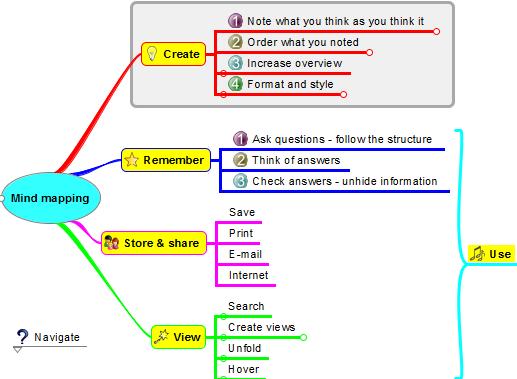 1 Note what you think as you think it
2 Order what you noted
Create
3 Increase overview
4 Format and style
1 Ask questions - follow the structure
Remember
2 Think of answers
3 Check answers - unhide information
Mind mapping
Save
Print
Store & share
E-mail
Internet
Use
Search
Create views
View
Unfold
Hover
? Navigate